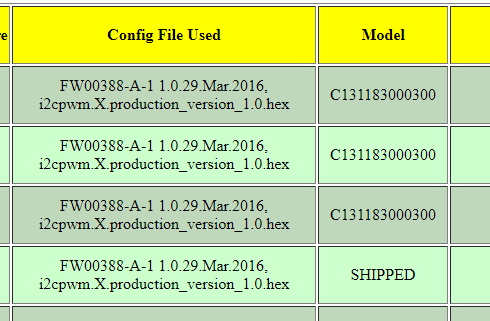 re Config File Used Model
FW00388-A-1 1.0.29.Mar.2016,
i2cpwm.X.production_version_1.0.hex
C131183000300
FW00388-A-1 1.0.29.Mar.2016,
i2cpwm.X.production_version_1.0.hex
C131183000300
FW00388-A-1 1.0.29.Mar.2016,
i2cpwm.X.production_version_1.0.hex
C131183000300
FW00388-A-1 1.0.29.Mar.2016,
i2cpwm.X.production_version_1.0.hex
SHIPPED